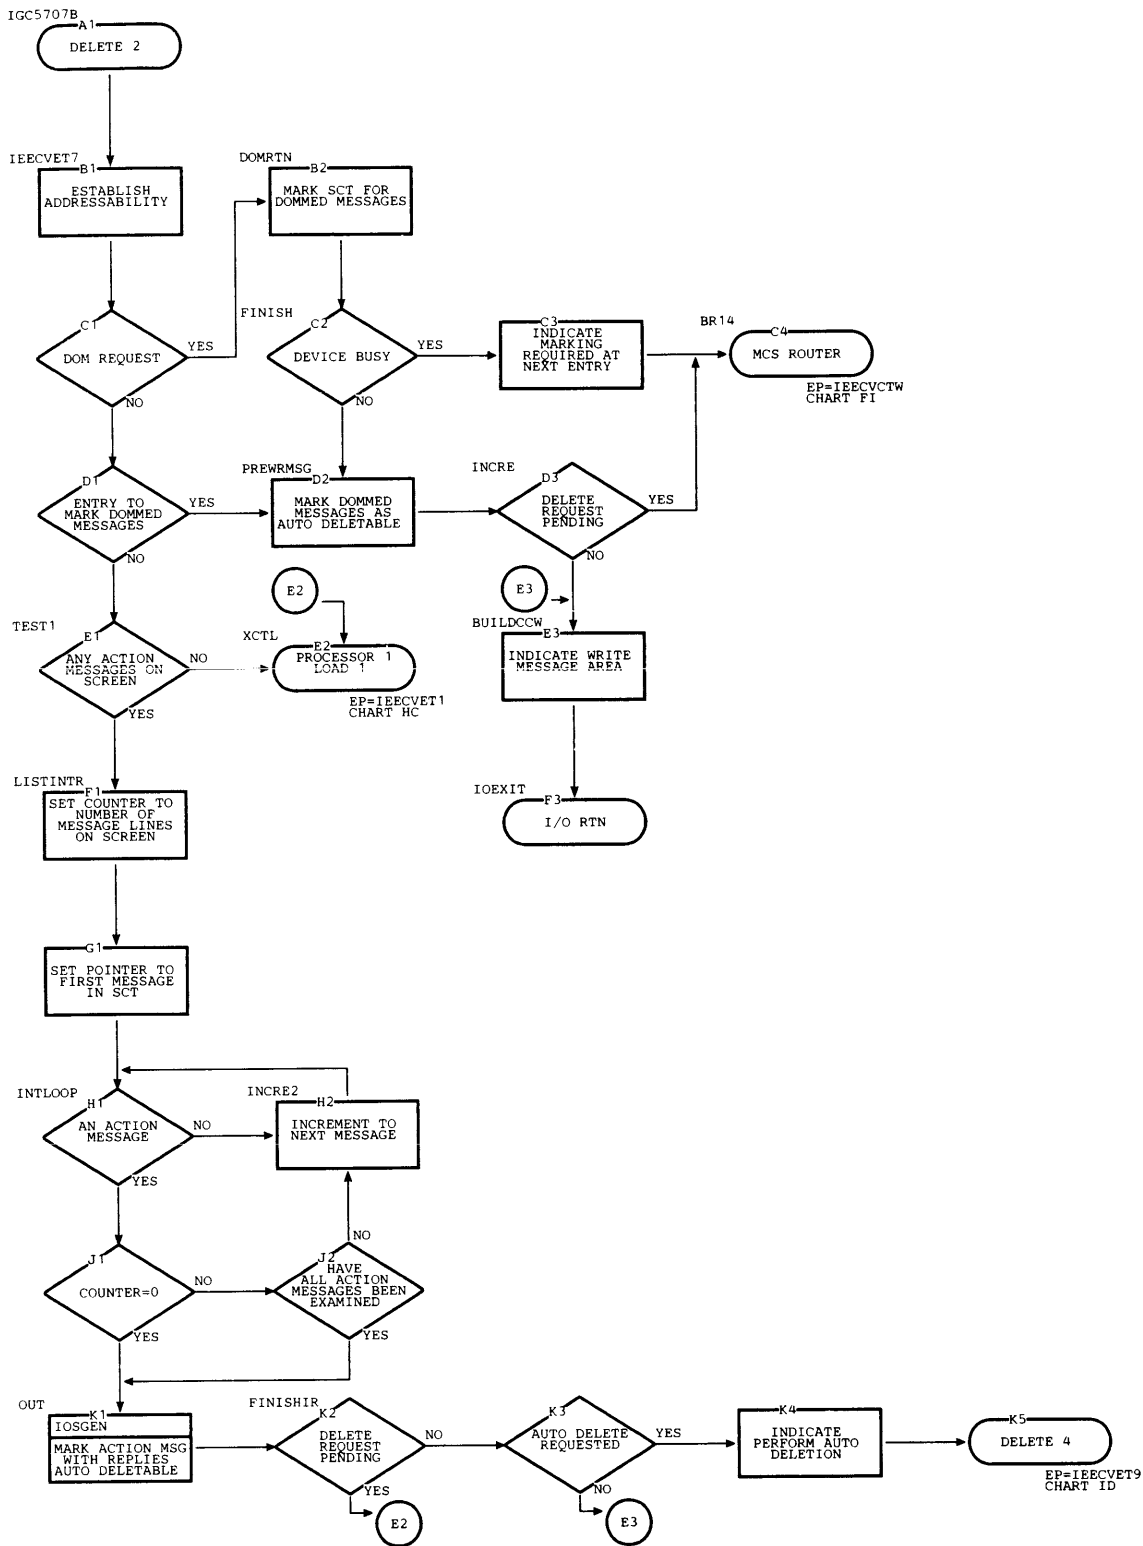 IGC5707B
A1
DELETE 2
IEECVET7
B1
ESTABLISH
ADDRESSABILITY
DOMRTN
B2
MARK SCT FOR
DOMMED MESSAGES
C1
DOM REQUEST
YES
NO
FINISH
C2
DEVICE BUSY
YES
NO
C3
INDICATE
MARKING
REQUIRED AT
NEXT ENTRY
BR14
C4
MCS ROUTER
EP=IEECVCTW
CHART FI
D1
ENTRY TO
MARK DOMMED
MESSAGES
YES
NO
PREWRMSG
D2
MARK DOMMED
MESSAGES AS
AUTO DELETABLE
INCRE
D3
DELETE
REQUEST
PENDING
YES
NO
TEST1
E1
ANY ACTION
MESSAGES ON
SCREEN
NO
YES
E2
XCTL
E2
PROCESSOR 1
LOAD 1
EP=IEECVET1
CHART HC
E3
BUILDCCW
E3
INDICATE WRITE
MESSAGE AREA
LISTINTR
F1
SET COUNTER TO
NUMBER OF
MESSAGE LINES
ON SCREEN
IOEXIT
F3
I/O RTN
G1
SET POINTER TO
FIRST MESSAGE
IN SCT
INTLOOP
H1
AN ACTION
MESSAGE
NO
YES
INCRE2
H2
INCREMENT TO
NEXT MESSAGE
J1
COUNTER=0
NO
YES
NO
J2
HAVE
ALL ACTION
MESSAGES BEEN
EXAMINED
YES
OUT
K1
IOSGEN
MARK ACTION MSG
WITH REPLIES
AUTO DELETABLE
FINISHIR
K2
DELETE
REQUEST
PENDING
NO
YES
E2
K3
AUTO DELETE
REQUESTED
YES
NO
E3
K4
INDICATE
PERFORM AUTO
DELETION
K5
DELETE 4
EP=IEECVET9
CHART ID